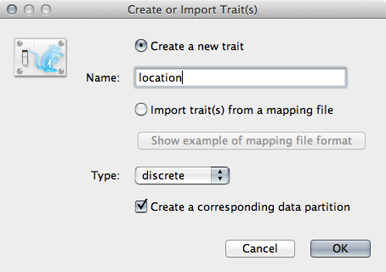 Create or Import Trait(s)
Create a new trait
Name: location
Import trait(s) from a mapping file
Show example of mapping file format
Type: discrete
Create a corresponding data partition
Cancel OK